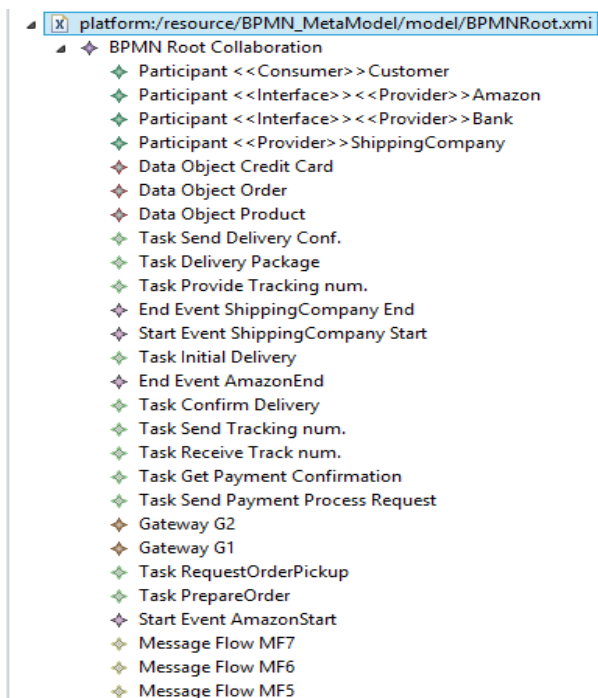 platform:/resource/BPMN_MetaModel/model/BPMNRoot.xmi
BPMN Root Collaboration
Participant <<Consumer>>Customer
Participant <<Interface>><<Provider>>Amazon
Participant <<Interface>><<Provider>>Bank
Participant <<Provider>>ShippingCompany
Data Object Credit Card
Data Object Order
Data Object Product
Task Send Delivery Conf.
Task Delivery Package
Task Provide Tracking num.
End Event ShippingCompany End
Start Event ShippingCompany Start
Task Initial Delivery
End Event AmazonEnd
Task Confirm Delivery
Task Send Tracking num.
Task Receive Track num.
Task Get Payment Confirmation
Task Send Payment Process Request
Gateway G2
Gateway G1
Task RequestOrderPickup
Task PrepareOrder
Start Event AmazonStart
Message Flow MF7
Message Flow MF6
Message Flow MF5